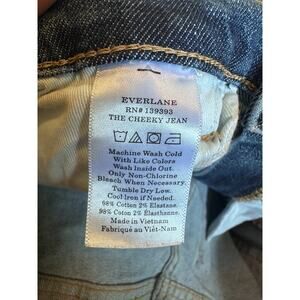 EVERLANE
RN# 139393
THE CHEEKY JEAN
Machine Wash Cold
With Like Colors
Wash Inside Out.
Only Non-Chlorine
Bleach When Necessary.
Tumble Dry Low.
Cool Iron if Needed.
98% Cotton 2% Elastane.
98% Coton 2% Elasthanne.
Made in Vietnam
Fabriqué au Viêt-Nam